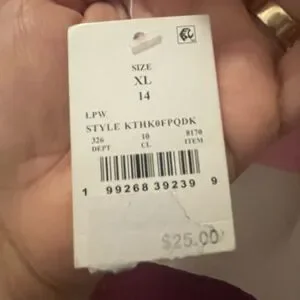 SIZE
XL
14
LPW
STYLE KTHK0FPQDK
326 10 8170
DEPT CL ITEM
1 99268 39239 9
$25.00